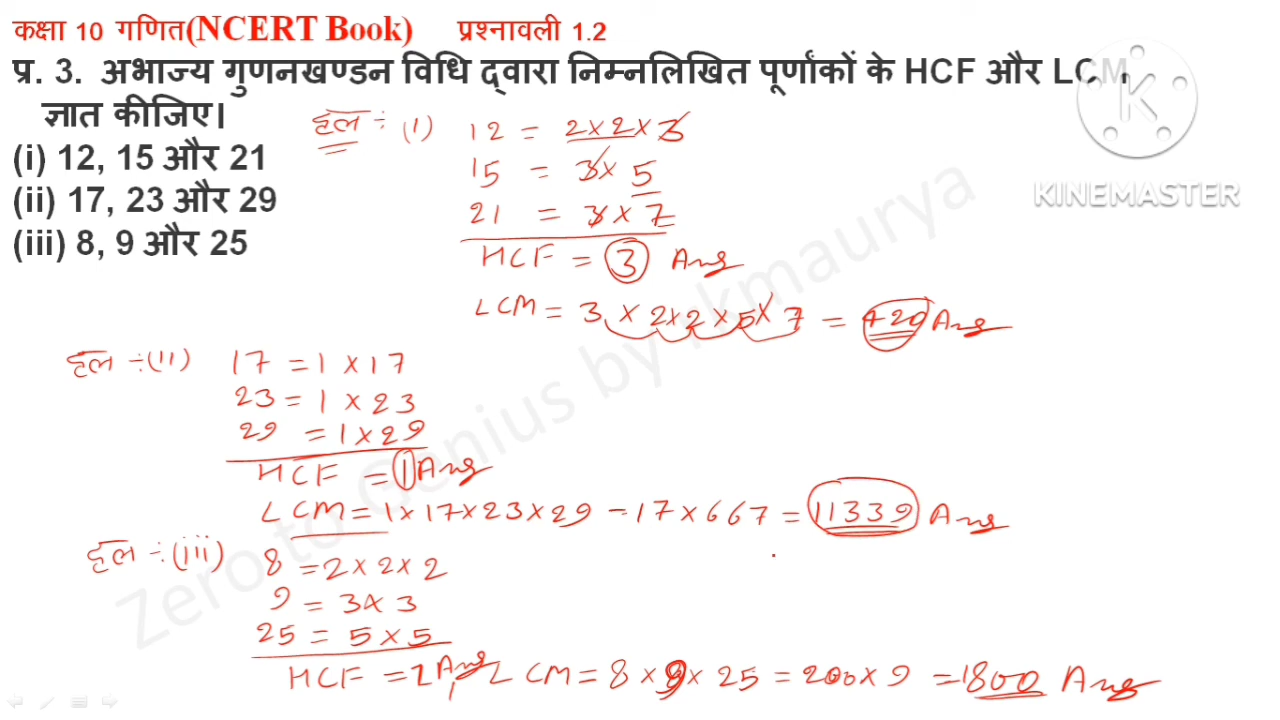 कक्षा 10 गणित(NCERT Book) प्रश्नावली 1.2
प्र. 3. अभाज्य गुणनखण्डन विधि द्वारा निम्नलिखित पूर्णांकों के HCF और LCM
ज्ञात कीजिए।
(i) 12, 15 और 21
(ii) 17, 23 और 29
(iii) 8, 9 और 25
K
KINEMASTER
हल ÷ (1) 12 = 2×2×3
15 = 3×5
21 = 3×7
HCF = 3 Ans
LCM = 3×2×2×5×7 = 420 Ans
हल ÷(11) 17 = 1×17
23 = 1×23
29 = 1×29
HCF = 1 Ans
LCM = 1×17×23×29 = 17×667 = 11339 Ans
हल ÷(iii) 8 = 2×2×2
9 = 3×3
25 = 5×5
HCF = 1 Ans, LCM = 8×9×25 = 200×9 = 1800 Ans
Zero to Genius by rkmaurya